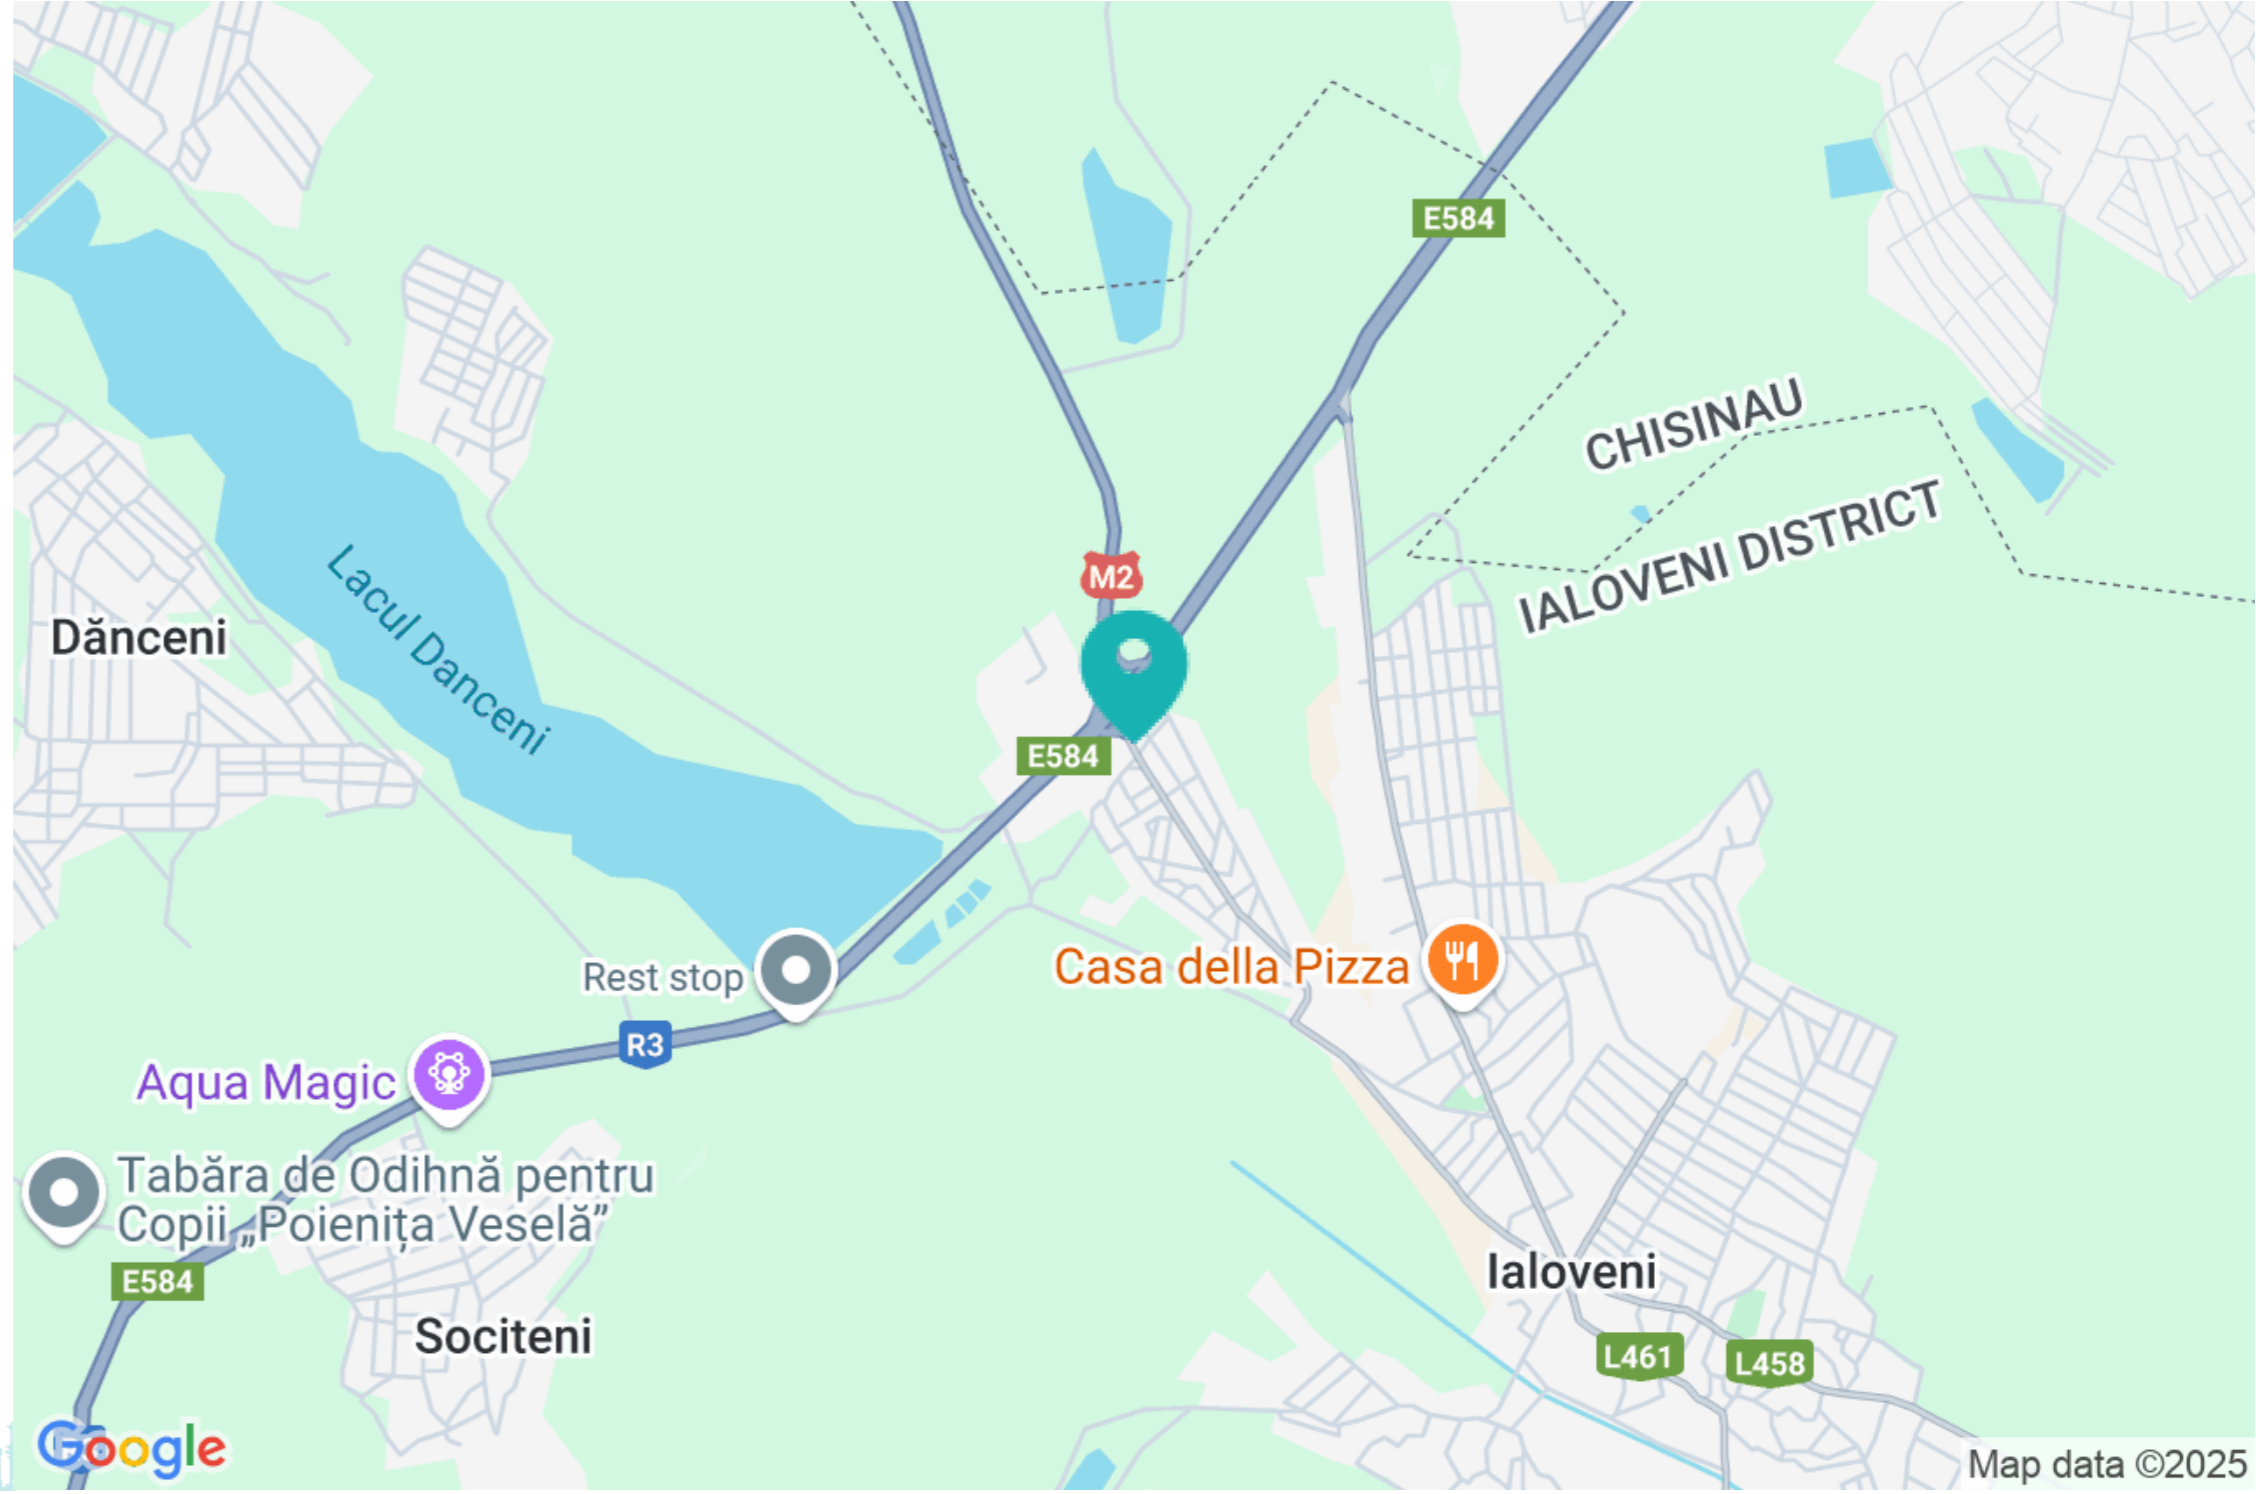 E584
CHISINAU
IALOVENI DISTRICT
M2
Dănceni
Lacul Danceni
E584
Casa della Pizza
Rest stop
R3
Aqua Magic
Tabăra de Odihnă pentru
Copii „Poienița Veselă”
E584
Ialoveni
Sociteni
L461
L458
Google
Map data ©2025